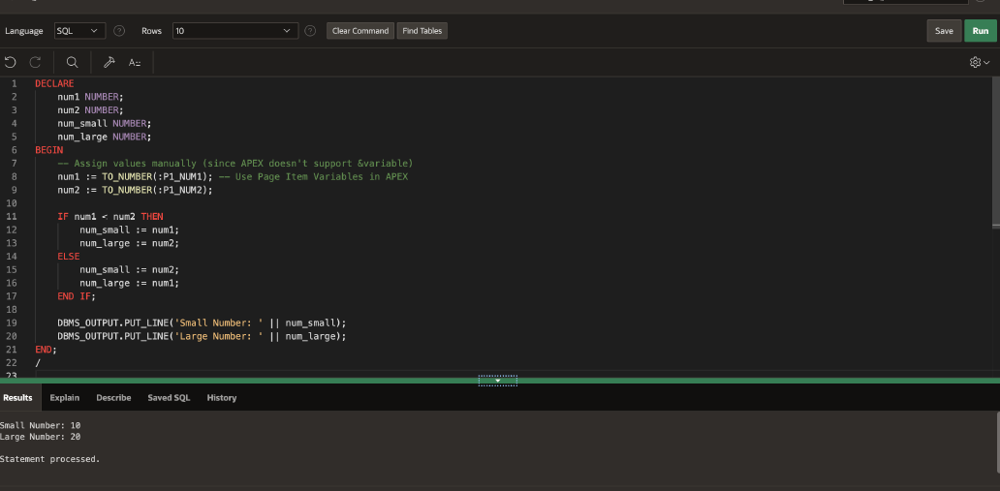 Language SQL Rows 10 Clear Command Find Tables Save Run
A
1 DECLARE
2 num1 NUMBER;
3 num2 NUMBER;
4 num_small NUMBER;
5 num_large NUMBER;
6 BEGIN
7 -- Assign values manually (since APEX doesn't support &variable)
8 num1 := TO_NUMBER(:P1_NUM1); -- Use Page Item Variables in APEX
9 num2 := TO_NUMBER(:P1_NUM2);
10
11 IF num1 < num2 THEN
12 num_small := num1;
13 num_large := num2;
14 ELSE
15 num_small := num2;
16 num_large := num1;
17 END IF;
18
19 DBMS_OUTPUT.PUT_LINE('Small Number: ' || num_small);
20 DBMS_OUTPUT.PUT_LINE('Large Number: ' || num_large);
21 END;
22 /
23
Results Explain Describe Saved SQL History
Small Number: 10
Large Number: 20
Statement processed.